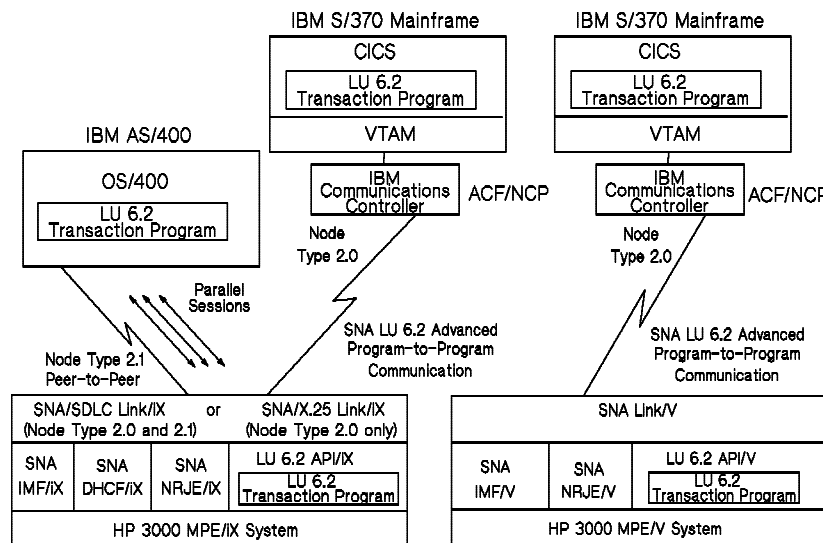 IBM S/370 Mainframe
CICS
LU 6.2
Transaction Program
VTAM
IBM
Communications
Controller
ACF/NCP
IBM S/370 Mainframe
CICS
LU 6.2
Transaction Program
VTAM
IBM
Communications
Controller
ACF/NCP
IBM AS/400
OS/400
LU 6.2
Transaction Program
Node
Type 2.0
Node
Type 2.0
Parallel
Sessions
SNA LU 6.2 Advanced
Program-to-Program
Communication
SNA LU 6.2 Advanced
Program-to-Program
Communication
Node Type 2.1
Peer-to-Peer
SNA/SDLC Link/iX or SNA/X.25 Link/iX
(Node Type 2.0 and 2.1) (Node Type 2.0 only)
SNA
IMF/iX
SNA
DHCF/iX
SNA
NRJE/iX
LU 6.2 API/iX
LU 6.2
Transaction Program
HP 3000 MPE/iX System
SNA Link/V
SNA
IMF/V
SNA
NRJE/V
LU 6.2 API/V
LU 6.2
Transaction Program
HP 3000 MPE/V System